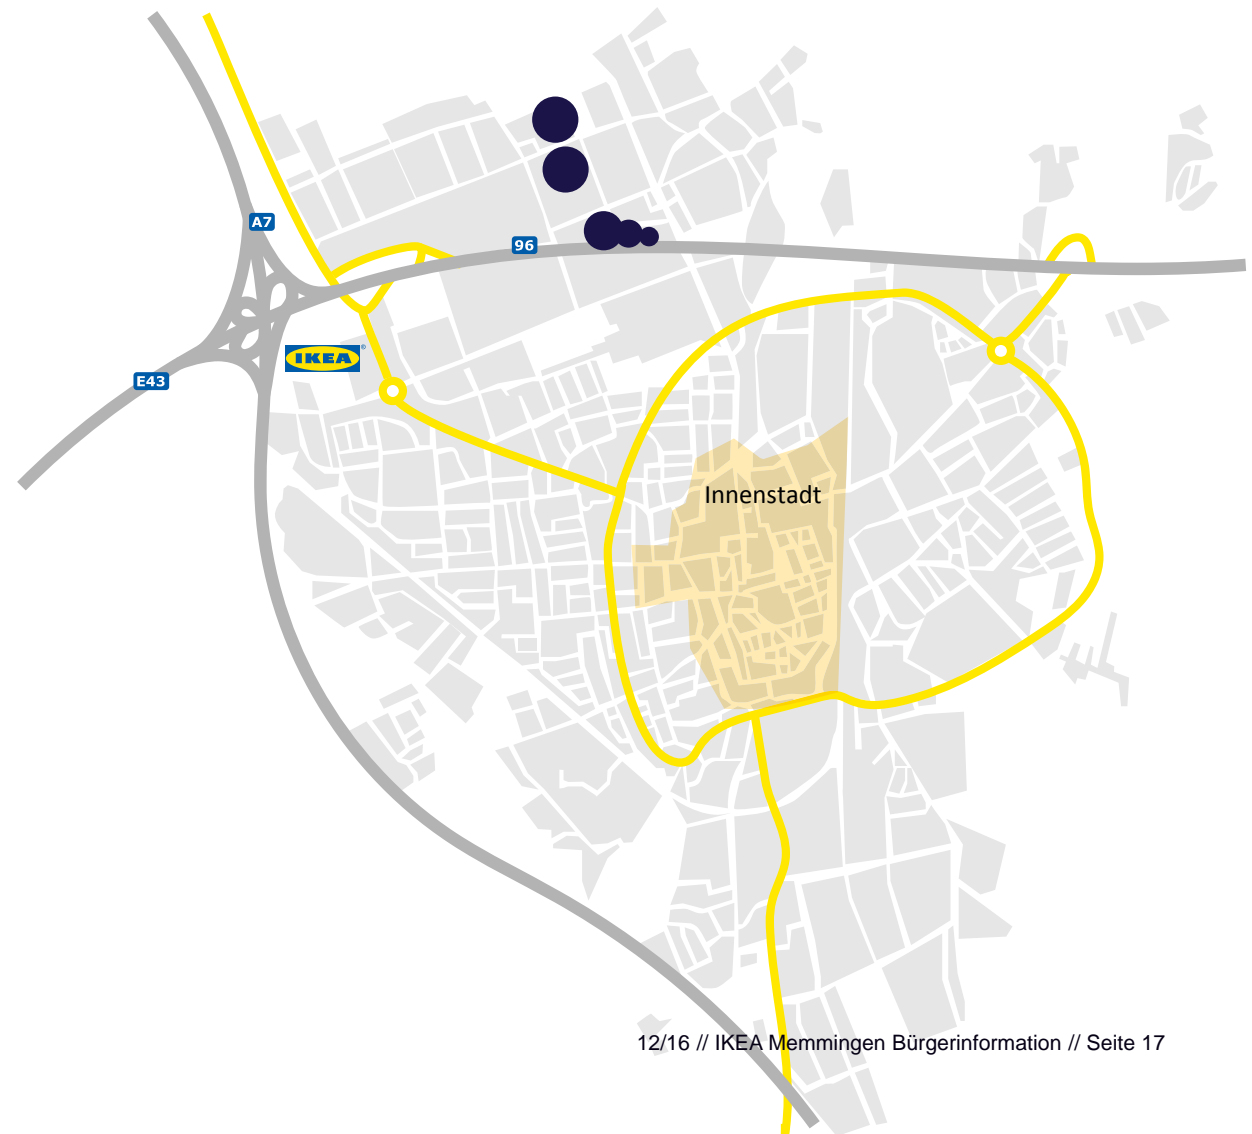 A7
96
IKEA®
E43
Innenstadt
12/16 // IKEA Memmingen Bürgerinformation // Seite 17